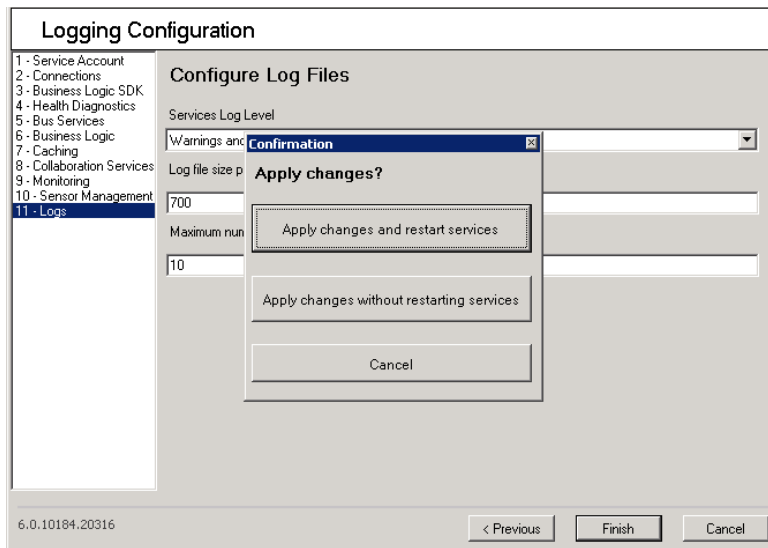 Logging Configuration
1 - Service Account
2 - Connections
3 - Business Logic SDK
4 - Health Diagnostics
5 - Bus Services
6 - Business Logic
7 - Caching
8 - Collaboration Services
9 - Monitoring
10 - Sensor Management
11 - Logs
Configure Log Files
Services Log Level
Warnings and
Log file size p
700
Maximum num
10
Confirmation
Apply changes?
Apply changes and restart services
Apply changes without restarting services
Cancel
6.0.10184.20316
< Previous
Finish
Cancel